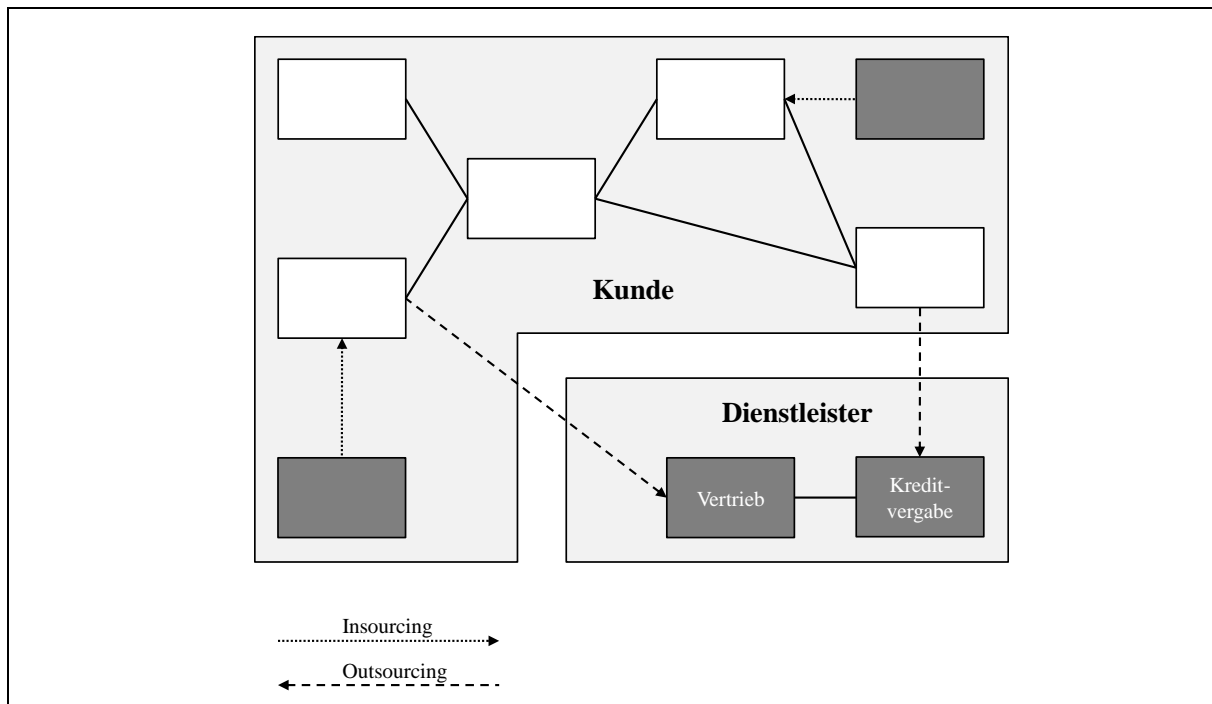 Kunde
Dienstleister
Vertrieb
Kredit-
vergabe
Insourcing
Outsourcing